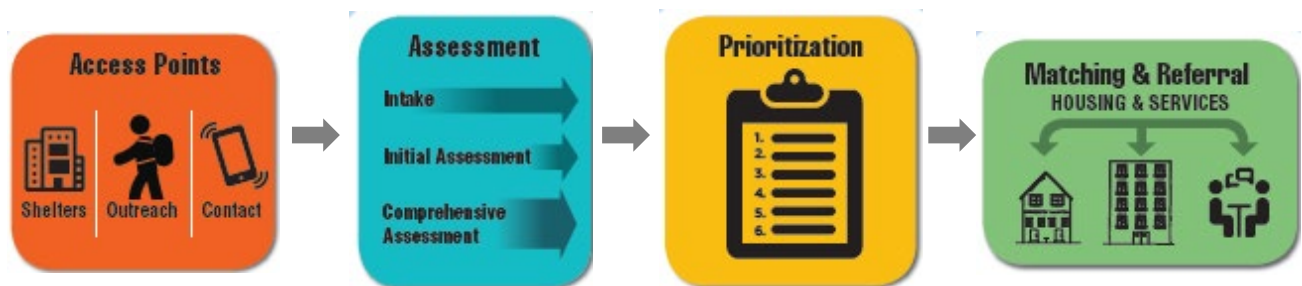 Access Points
Shelters
Outreach
Contact
Assessment
Intake
Initial Assessment
Comprehensive
Assessment
Prioritization
1.
2.
3.
4.
5.
6.
Matching & Referral
HOUSING & SERVICES